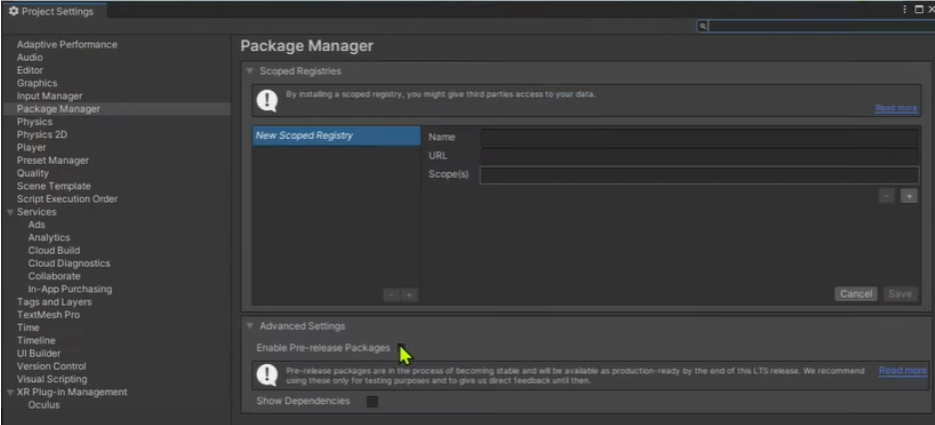 Project Settings
Adaptive Performance
Audio
Editor
Graphics
Input Manager
Package Manager
Physics
Physics 2D
Player
Preset Manager
Quality
Scene Template
Script Execution Order
Services
Ads
Analytics
Cloud Build
Cloud Diagnostics
Collaborate
In-App Purchasing
Tags and Layers
TextMesh Pro
Time
Timeline
UI Builder
Version Control
Visual Scripting
XR Plug-in Management
Oculus
Package Manager
Scoped Registries
By installing a scoped registry, you might give third parties access to your data.
Read more
New Scoped Registry
Name
URL
Scope(s)
- +
- +
Cancel Save
Advanced Settings
Enable Pre-release Packages
Pre-release packages are in the process of becoming stable and will be available as production-ready by the end of this LTS release. We recommend
using these only for testing purposes and to give us direct feedback until then.
Read more
Show Dependencies